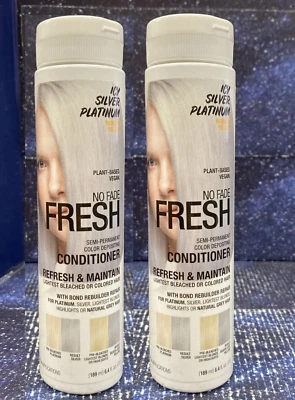 ICY
SILVER
PLATINUM
PLANT-BASED
VEGAN
NO FADE
FRESH
SEMI-PERMANENT
COLOR DEPOSITING
CONDITIONER
REFRESH & MAINTAIN
LIGHTEST BLEACHED OR COLORED HAIR
WITH BOND REBUILDER
FOR PLATINUM, SILVER, LIGHTEST BLONDE
HIGHLIGHTS OR NATURAL GREY HAIR
ICY
SILVER
PLATINUM
PLANT-BASED
VEGAN
NO FADE
FRESH
SEMI-PERMANENT
COLOR DEPOSITING
CONDITIONER
REFRESH & MAINTAIN
LIGHTEST BLEACHED OR COLORED HAIR
WITH BOND REBUILDER
FOR PLATINUM, SILVER, LIGHTEST BLONDE
HIGHLIGHTS OR NATURAL GREY HAIR